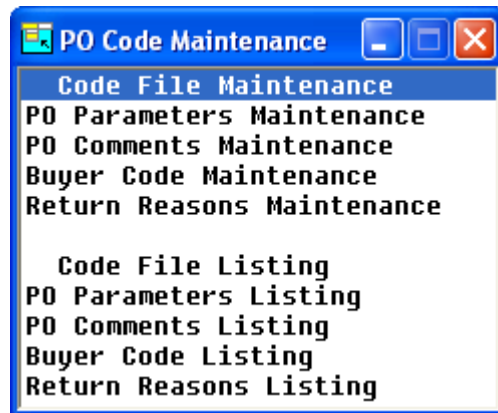 PO Code Maintenance
Code File Maintenance
PO Parameters Maintenance
PO Comments Maintenance
Buyer Code Maintenance
Return Reasons Maintenance
Code File Listing
PO Parameters Listing
PO Comments Listing
Buyer Code Listing
Return Reasons Listing